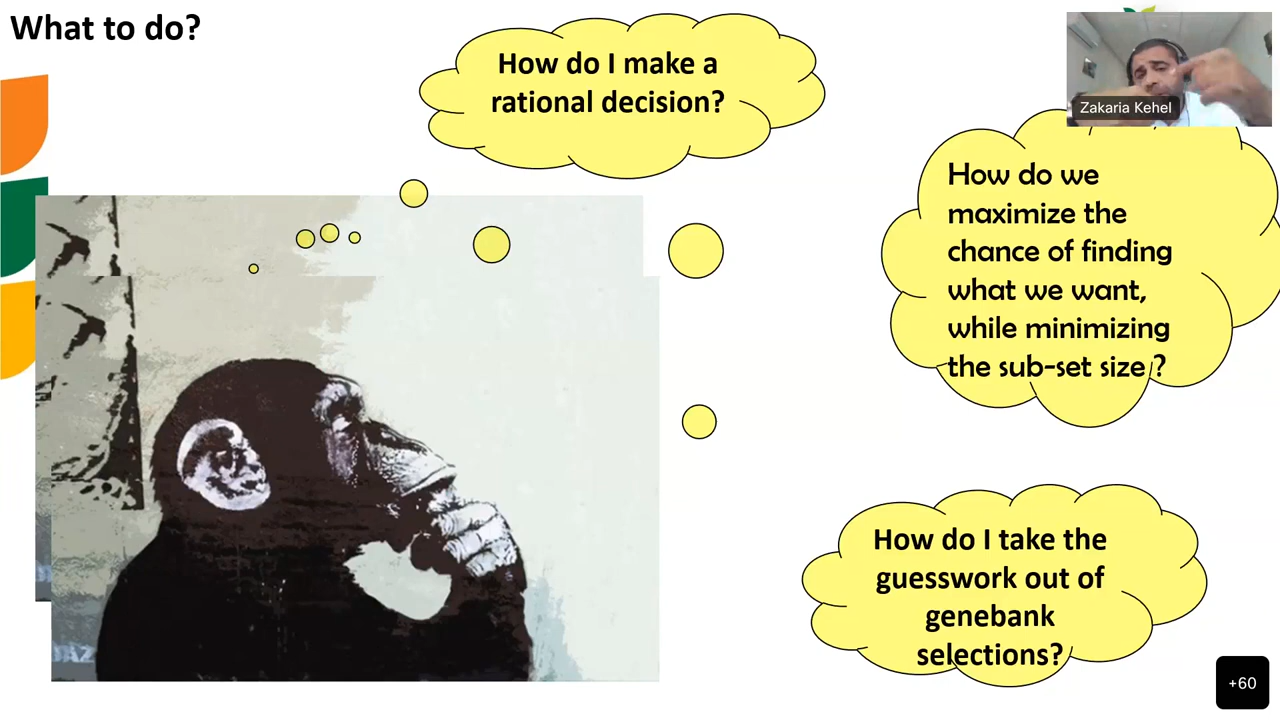 What to do?
How do I make a
rational decision?
Zakaria Kehel
How do we
maximize the
chance of finding
what we want,
while minimizing
the sub-set size ?
How do I take the
guesswork out of
genebank
selections?
+60